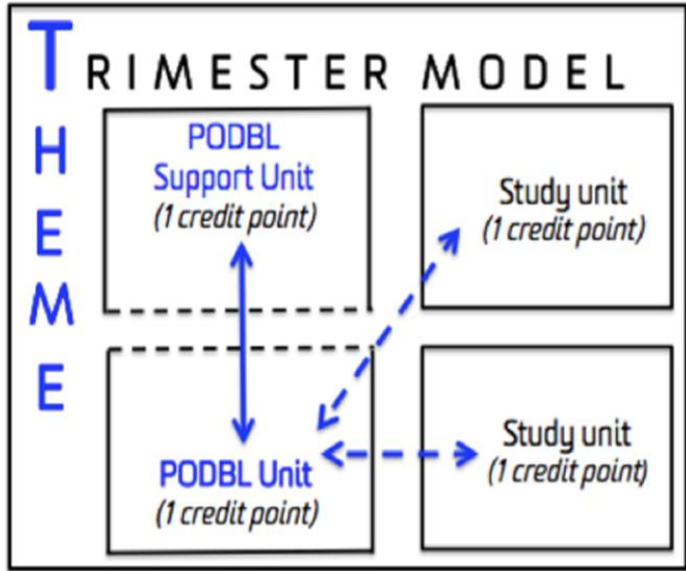 TRIMESTER MODEL
THEME
PODBL
Support Unit
(1 credit point)
Study unit
(1 credit point)
PODBL Unit
(1 credit point)
Study unit
(1 credit point)